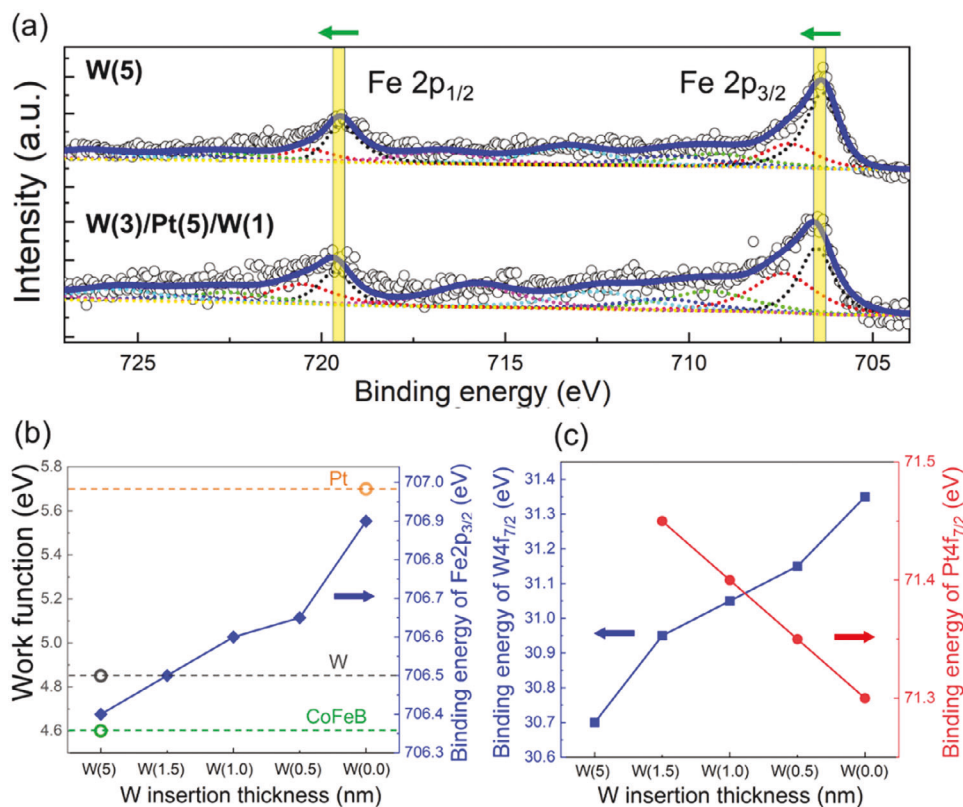 (a)
W(5)
Fe 2p1/2
Fe 2p3/2
W(3)/Pt(5)/W(1)
Intensity (a.u.)
725 720 715 710 705
Binding energy (eV)
(b)
Work function (eV)
5.8
5.6
5.4
5.2
5.0
4.8
4.6
Pt
W
CoFeB
707.0
706.9
706.8
706.7
706.6
706.5
706.4
706.3
Binding energy of Fe2p3/2 (eV)
W(5) W(1.5) W(1.0) W(0.5) W(0.0)
W insertion thickness (nm)
(c)
Binding energy of W4f7/2 (eV)
31.4
31.3
31.2
31.1
31.0
30.9
30.8
30.7
30.6
71.5
71.4
71.3
Binding energy of Pt4f7/2 (eV)
W(5) W(1.5) W(1.0) W(0.5) W(0.0)
W insertion thickness (nm)